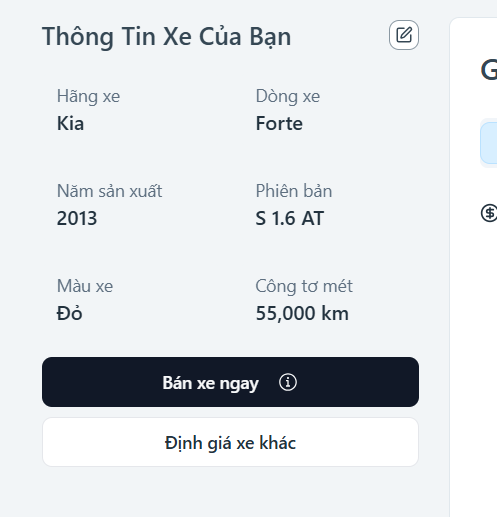 Thông Tin Xe Của Bạn
Hãng xe
Kia
Dòng xe
Forte
Năm sản xuất
2013
Phiên bản
S 1.6 AT
Màu xe
Đỏ
Công tơ mét
55,000 km
Bán xe ngay
Định giá xe khác